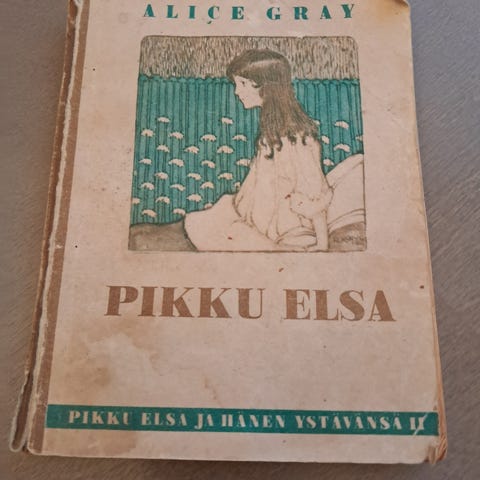 ALICE GRAY
PIKKU ELSA
PIKKU ELSA JA HÄNEN YSTÄVÄNSÄ II